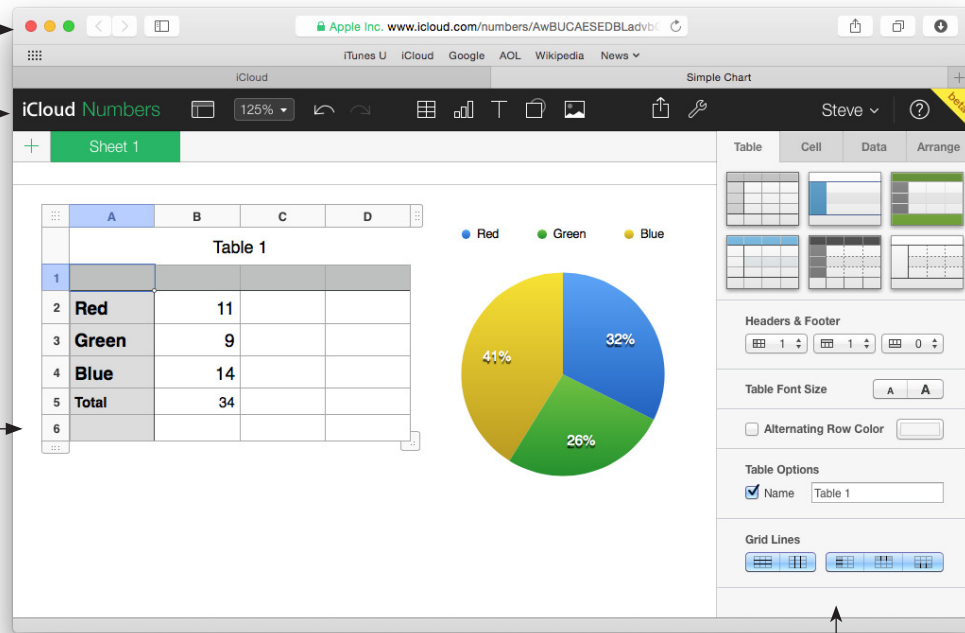 Apple Inc. www.icloud.com/numbers/AwBUCAESEDBLadvb
iTunes U iCloud Google AOL Wikipedia News
iCloud Simple Chart
iCloud Numbers 125% Steve ? beta
Sheet 1 Table Cell Data Arrange
A B C D
Table 1
1
2 Red 11
3 Green 9
4 Blue 14
5 Total 34
6
Red Green Blue
32%
41%
26%
Headers & Footer
1 1 0
Table Font Size A A
Alternating Row Color
Table Options
Name Table 1
Grid Lines